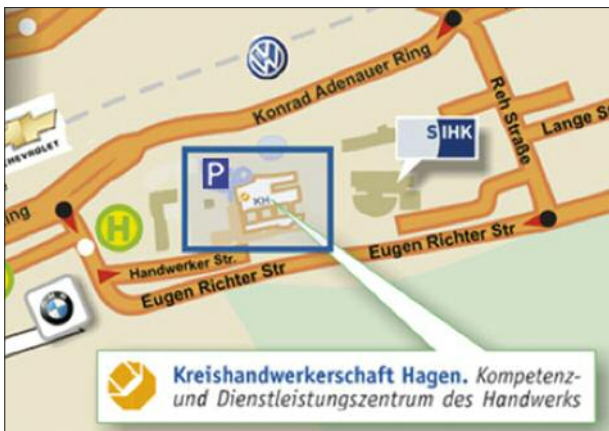 Konrad Adenauer Ring
Reh Straße
Lange St
CHEVROLET
SIHK
P
KH
ing
H
Handwerker Str.
Eugen Richter Str
Eugen Richter Str
BMW
Kreishandwerkerschaft Hagen. Kompetenz-
und Dienstleistungszentrum des Handwerks